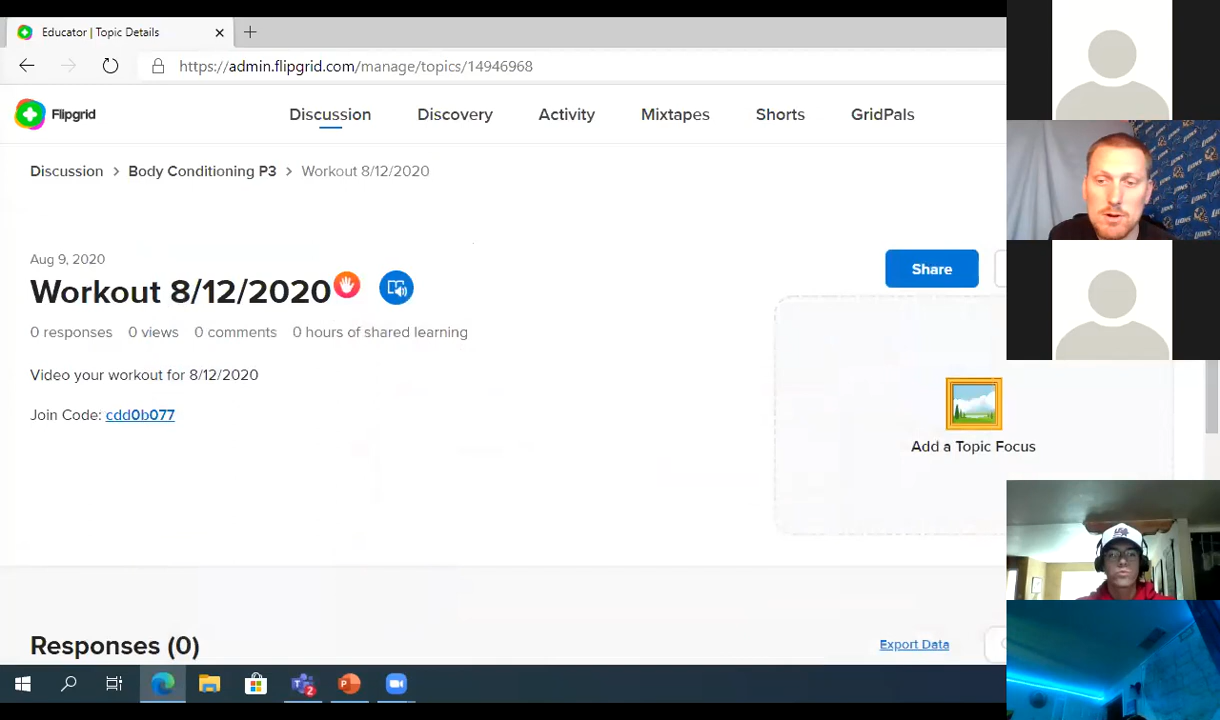 Educator | Topic Details
https://admin.flipgrid.com/manage/topics/14946968
Flipgrid
Discussion
Discovery
Activity
Mixtapes
Shorts
GridPals
Discussion > Body Conditioning P3 > Workout 8/12/2020
Aug 9, 2020
Share
Workout 8/12/2020
0 responses 0 views 0 comments 0 hours of shared learning
Video your workout for 8/12/2020
Join Code: cdd0b077
Add a Topic Focus
Responses (0)
Export Data
2
LIONS
USA